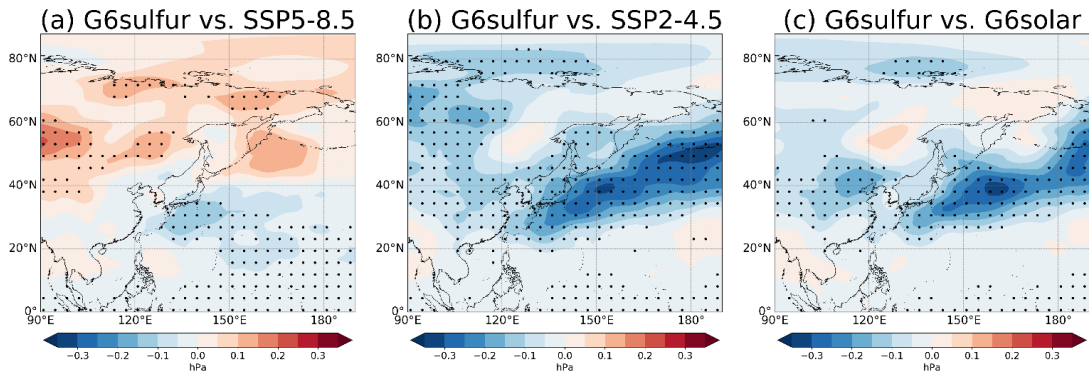 (a) G6sulfur vs. SSP5-8.5
(b) G6sulfur vs. SSP2-4.5
(c) G6sulfur vs. G6solar
80°N
60°N
40°N
20°N
0°
90°E 120°E 150°E 180°
−0.3 −0.2 −0.1 0.0 0.1 0.2 0.3
hPa
80°N
60°N
40°N
20°N
0°
90°E 120°E 150°E 180°
−0.3 −0.2 −0.1 0.0 0.1 0.2 0.3
hPa
80°N
60°N
40°N
20°N
0°
90°E 120°E 150°E 180°
−0.3 −0.2 −0.1 0.0 0.1 0.2 0.3
hPa